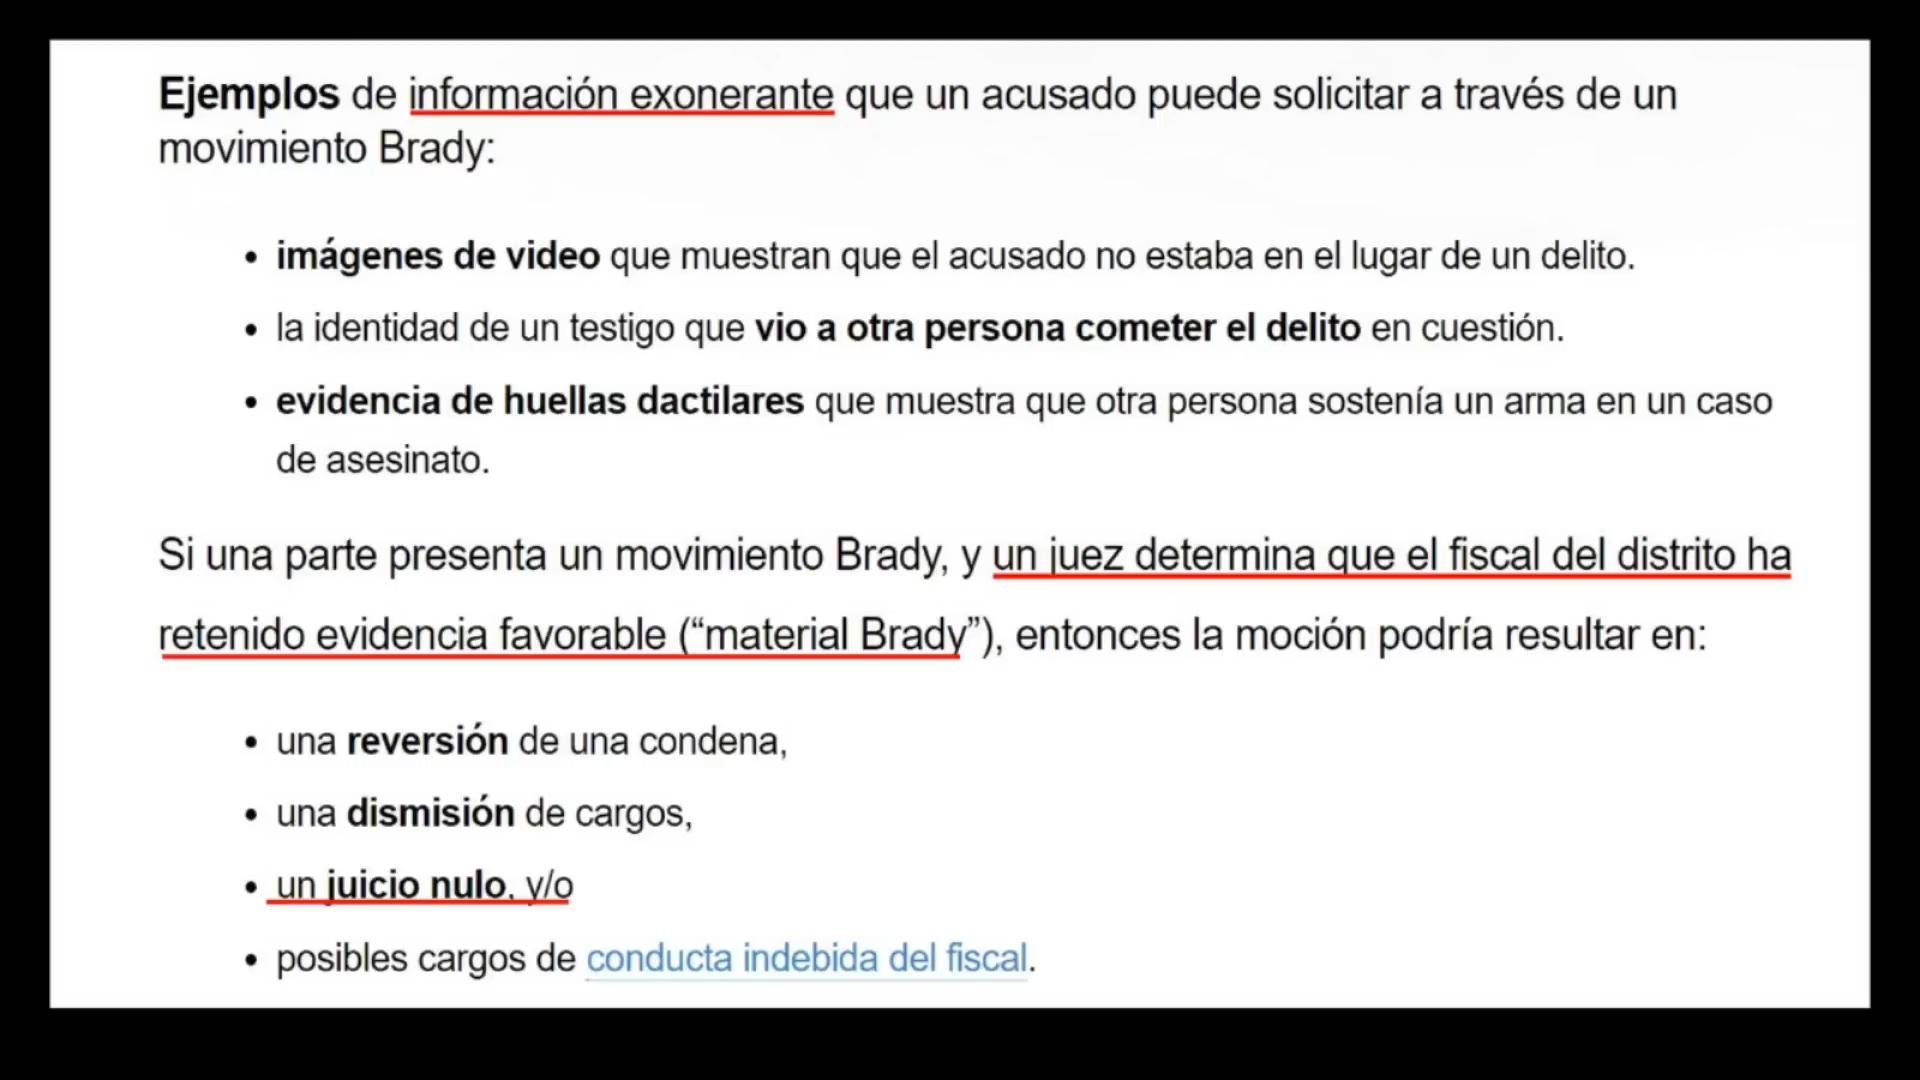 Ejemplos de información exonerante que un acusado puede solicitar a través de un
movimiento Brady:
• imágenes de video que muestran que el acusado no estaba en el lugar de un delito.
• la identidad de un testigo que vio a otra persona cometer el delito en cuestión.
• evidencia de huellas dactilares que muestra que otra persona sostenía un arma en un caso
de asesinato.
Si una parte presenta un movimiento Brady, y un juez determina que el fiscal del distrito ha
retenido evidencia favorable (“material Brady”), entonces la moción podría resultar en:
• una reversión de una condena,
• una dismisión de cargos,
• un juicio nulo, y/o
• posibles cargos de conducta indebida del fiscal.